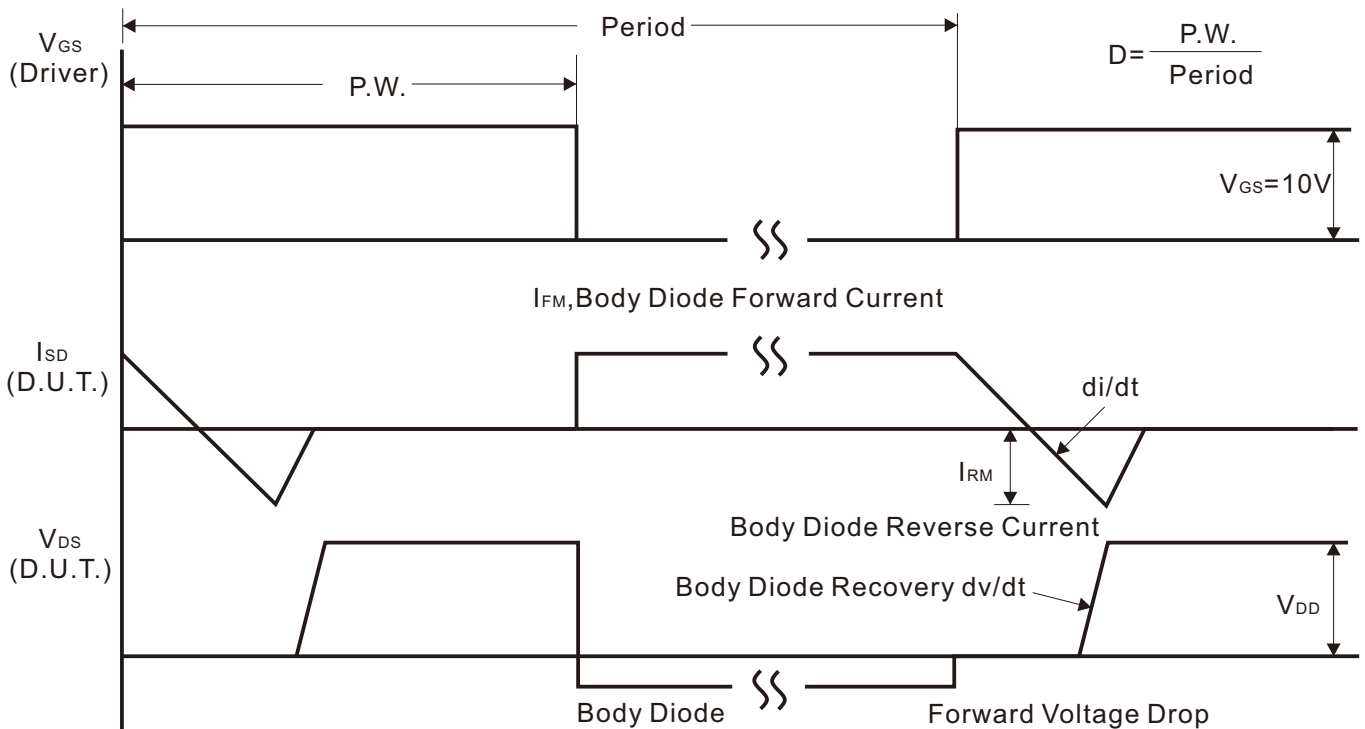 Period
VGS
(Driver)
D= P.W.
Period
P.W.
VGS=10V
IFM,Body Diode Forward Current
ISD
(D.U.T.)
di/dt
IRM
Body Diode Reverse Current
VDS
(D.U.T.)
Body Diode Recovery dv/dt
VDD
Body Diode
Forward Voltage Drop